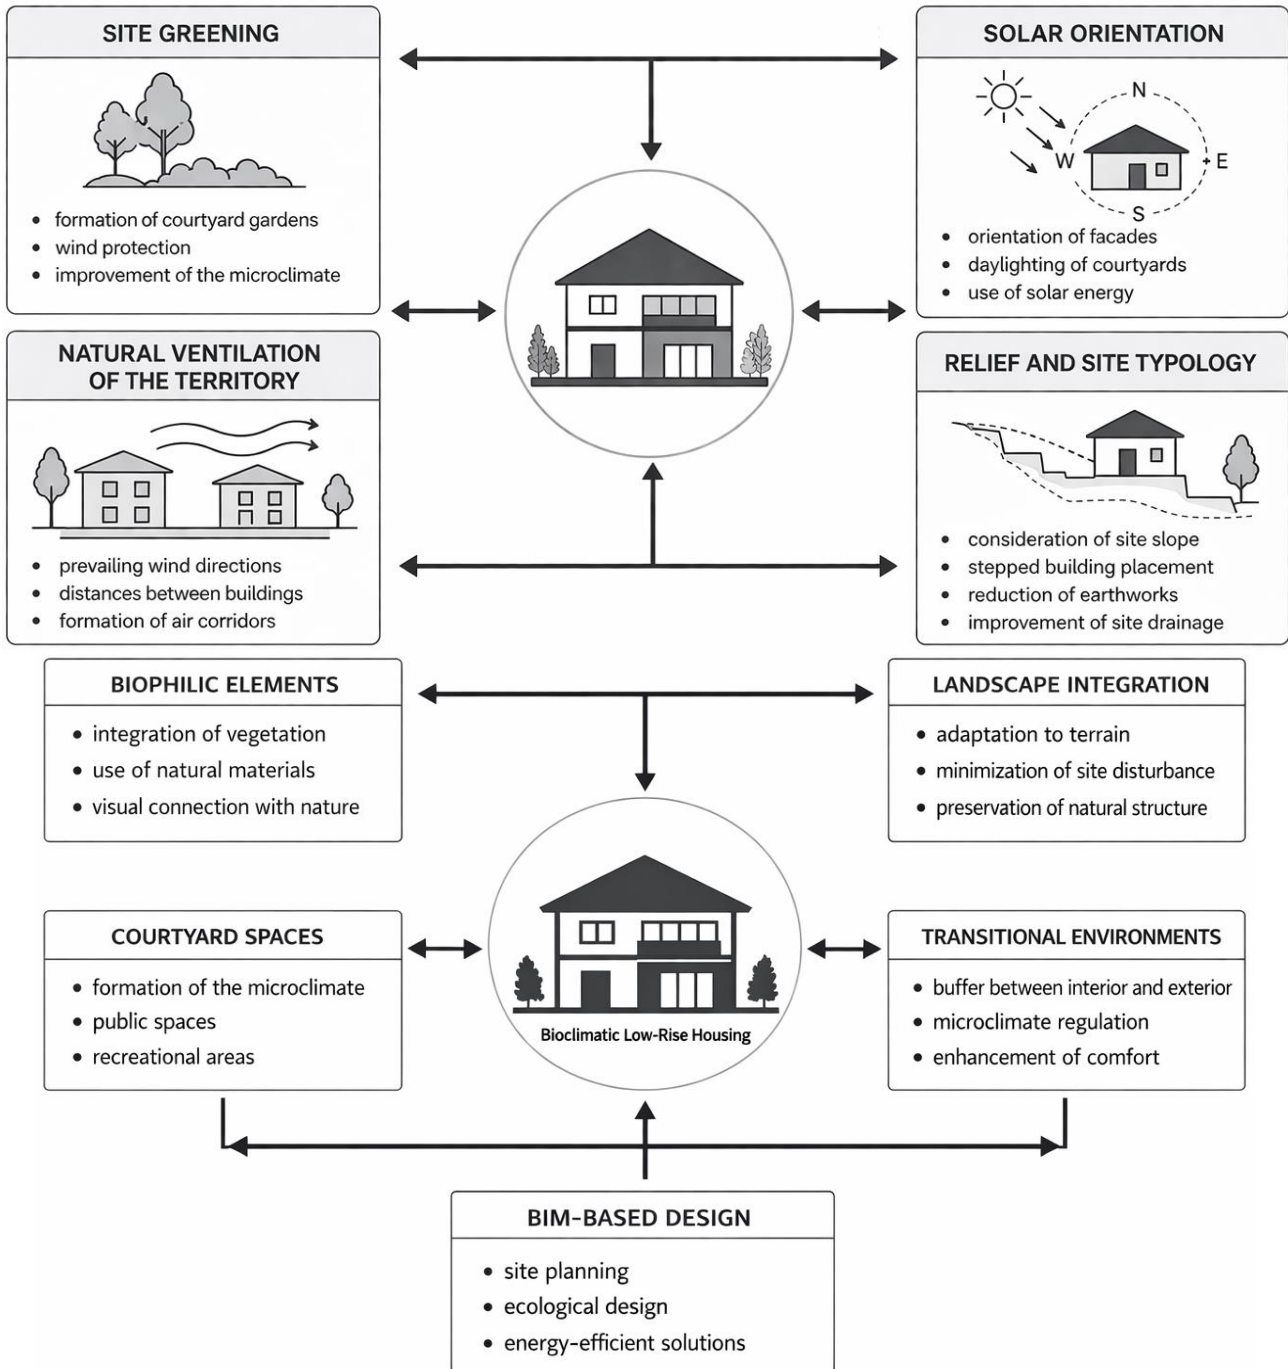 SITE GREENING
• formation of courtyard gardens
• wind protection
• improvement of the microclimate
SOLAR ORIENTATION
N
W
E
S
• orientation of facades
• daylighting of courtyards
• use of solar energy
NATURAL VENTILATION
OF THE TERRITORY
• prevailing wind directions
• distances between buildings
• formation of air corridors
RELIEF AND SITE TYPOLOGY
• consideration of site slope
• stepped building placement
• reduction of earthworks
• improvement of site drainage
BIOPHILIC ELEMENTS
• integration of vegetation
• use of natural materials
• visual connection with nature
LANDSCAPE INTEGRATION
• adaptation to terrain
• minimization of site disturbance
• preservation of natural structure
COURTYARD SPACES
• formation of the microclimate
• public spaces
• recreational areas
Bioclimatic Low-Rise Housing
TRANSITIONAL ENVIRONMENTS
• buffer between interior and exterior
• microclimate regulation
• enhancement of comfort
BIM-BASED DESIGN
• site planning
• ecological design
• energy-efficient solutions